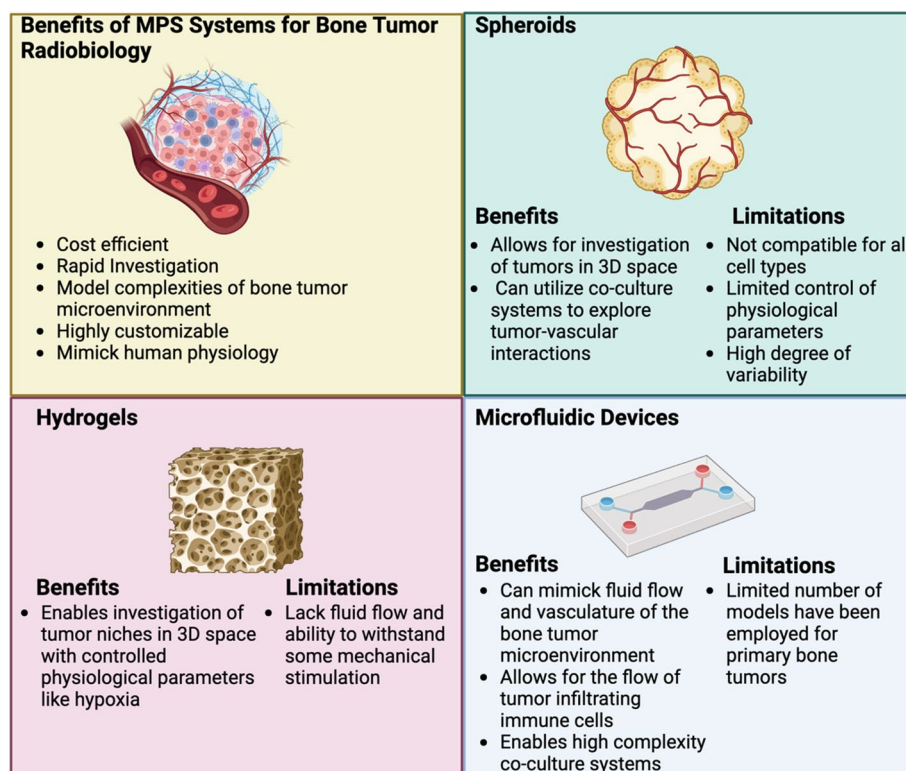 Benefits of MPS Systems for Bone Tumor
Radiobiology
• Cost efficient
• Rapid Investigation
• Model complexities of bone tumor
microenvironment
• Highly customizable
• Mimick human physiology
Spheroids
Benefits
• Allows for investigation
of tumors in 3D space
• Can utilize co-culture
systems to explore
tumor-vascular
interactions
Limitations
• Not compatible for al
cell types
• Limited control of
physiological
parameters
• High degree of
variability
Hydrogels
Benefits
• Enables investigation of
tumor niches in 3D space
with controlled
physiological parameters
like hypoxia
Limitations
• Lack fluid flow and
ability to withstand
some mechanical
stimulation
Microfluidic Devices
Benefits
• Can mimick fluid flow
and vasculature of the
bone tumor
microenvironment
• Allows for the flow of
tumor infiltrating
immune cells
• Enables high complexity
co-culture systems
Limitations
• Limited number of
models have been
employed for
primary bone
tumors